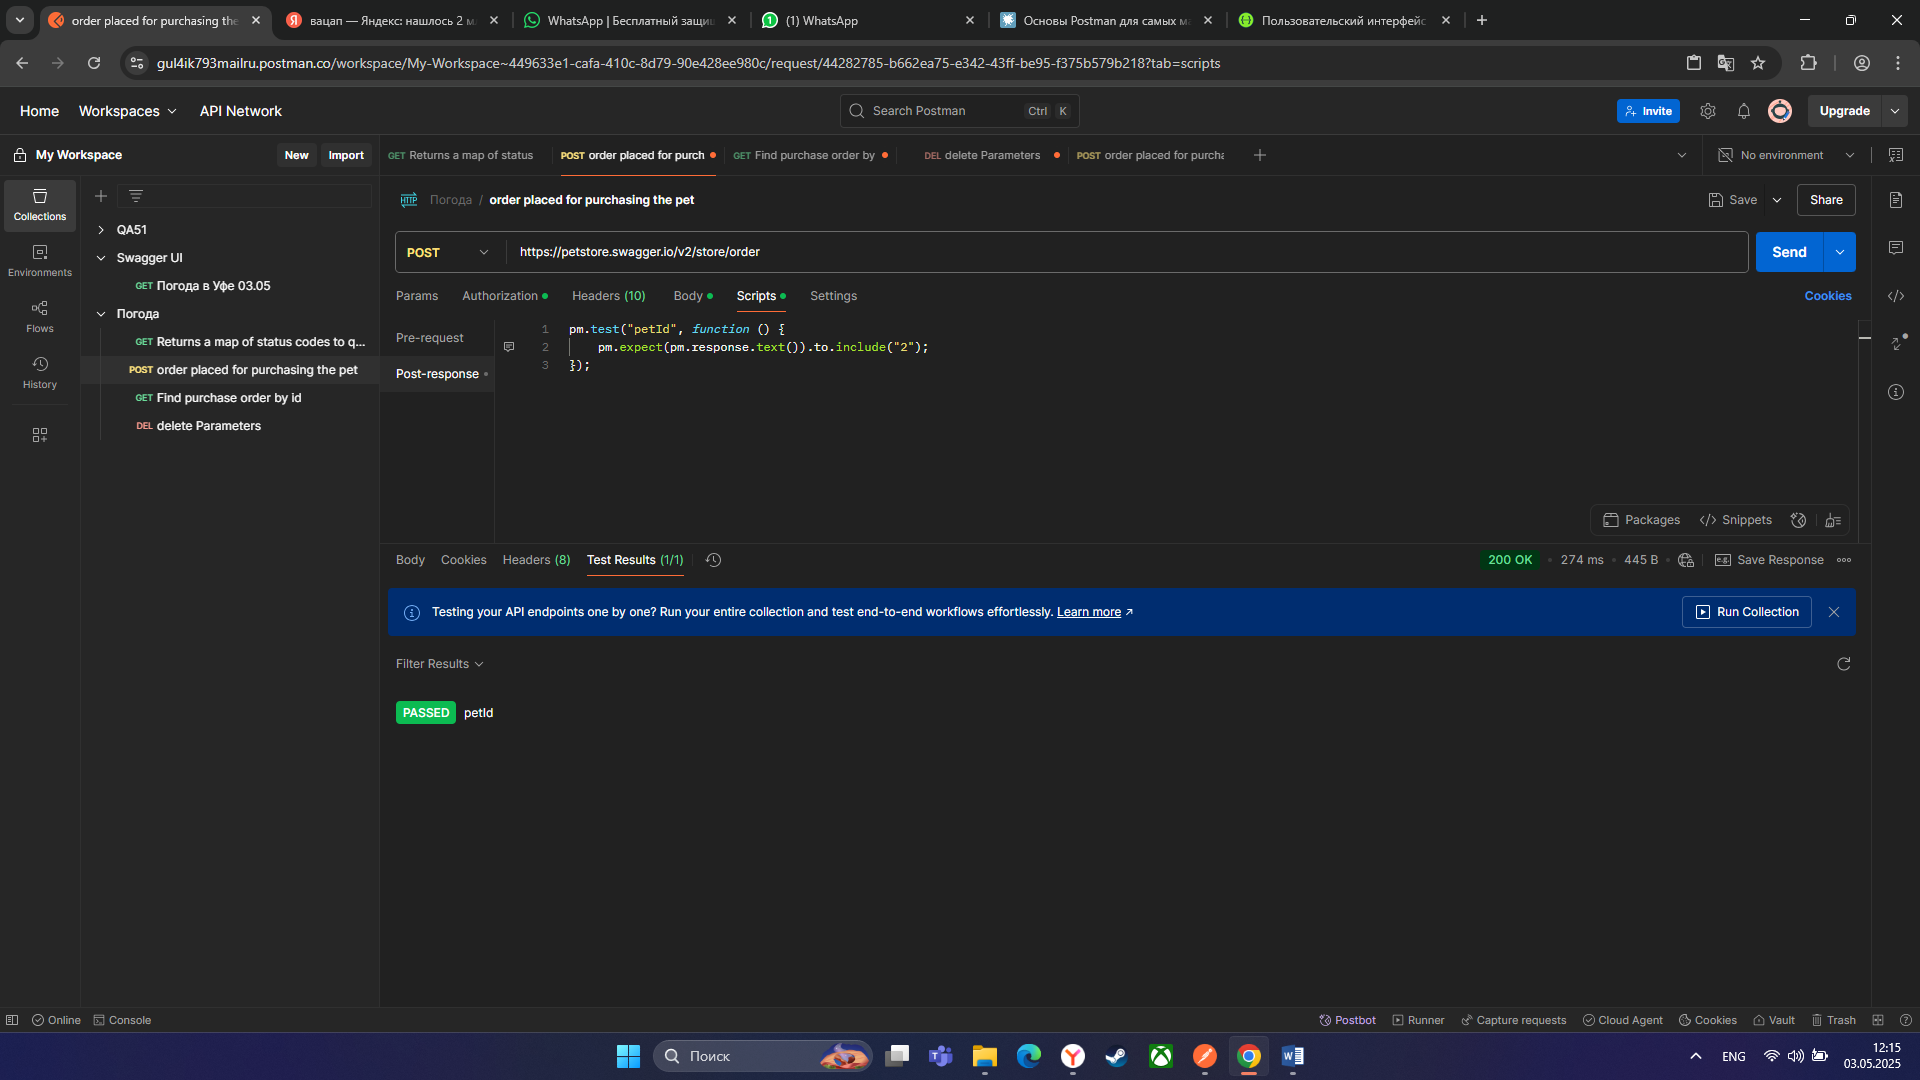 order placed for purchasing the
вацап — Яндекс: нашлось 2 м
WhatsApp | Бесплатный защи
(1) WhatsApp
Основы Postman для самых м
Пользовательский интерфейс
gul4ik793mailru.postman.co/workspace/My-Workspace~449633e1-cafa-410c-8d79-90e428ee980c/request/44282785-b662ea75-e342-43ff-be95-f375b579b218?tab=scripts
Home Workspaces API Network
Search Postman Ctrl K
Invite Upgrade
My Workspace New Import
GET Returns a map of status
POST order placed for purch
GET Find purchase order by
DEL delete Parameters
POST order placed for purcha
No environment
Collections
Environments
Flows
History
QA51
Swagger UI
GET Погода в Уфе 03.05
Погода
GET Returns a map of status codes to q...
POST order placed for purchasing the pet
GET Find purchase order by id
DEL delete Parameters
HTTP Погода / order placed for purchasing the pet
Save Share
POST https://petstore.swagger.io/v2/store/order
Send
Params Authorization Headers (10) Body Scripts Settings
Cookies
Pre-request
Post-response
1 pm.test("petId", function () {
2 pm.expect(pm.response.text()).to.include("2");
3 });
Packages Snippets
Body Cookies Headers (8) Test Results (1/1)
200 OK 274 ms 445 B e.g. Save Response
Testing your API endpoints one by one? Run your entire collection and test end-to-end workflows effortlessly. Learn more
Run Collection
Filter Results
PASSED petId
Online Console
Postbot Runner Capture requests Cloud Agent Cookies Vault Trash
Поиск
ENG
12:15
03.05.2025